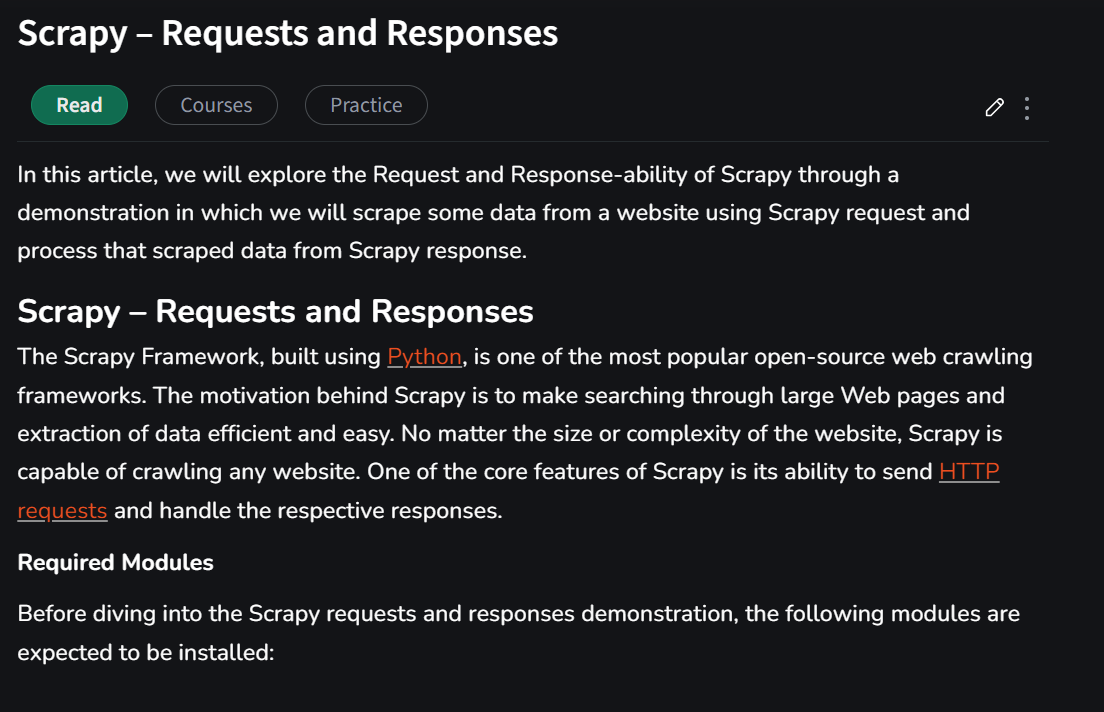 Scrapy – Requests and Responses
Read
Courses
Practice
In this article, we will explore the Request and Response-ability of Scrapy through a
demonstration in which we will scrape some data from a website using Scrapy request and
process that scraped data from Scrapy response.
Scrapy – Requests and Responses
The Scrapy Framework, built using Python, is one of the most popular open-source web crawling
frameworks. The motivation behind Scrapy is to make searching through large Web pages and
extraction of data efficient and easy. No matter the size or complexity of the website, Scrapy is
capable of crawling any website. One of the core features of Scrapy is its ability to send HTTP
requests and handle the respective responses.
Required Modules
Before diving into the Scrapy requests and responses demonstration, the following modules are
expected to be installed: